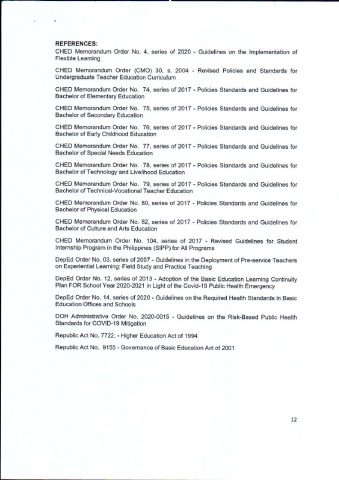 REFERENCES:
CHED Memorandum Order No. 4, series of 2020 - Guidelines on the Implementation of
Flexible Learning
CHED Memorandum Order (CMO) 30, s. 2004 - Revised Policies and Standards for
Undergraduate Teacher Education Curriculum
CHED Memorandum Order No. 74, series of 2017 - Policies Standards and Guidelines for
Bachelor of Elementary Education
CHED Memorandum Order No. 75, series of 2017 - Policies Standards and Guidelines for
Bachelor of Secondary Education
CHED Memorandum Order No. 76, series of 2017 - Policies Standards and Guidelines for
Bachelor of Early Childhood Education
CHED Memorandum Order No. 77, series of 2017 - Policies Standards and Guidelines for
Bachelor of Special Needs Education
CHED Memorandum Order No. 78, series of 2017 - Policies Standards and Guidelines for
Bachelor of Technology and Livelihood Education
CHED Memorandum Order No. 79, series of 2017 - Policies Standards and Guidelines for
Bachelor of Technical-Vocational Teacher Education
CHED Memorandum Order No. 80, series of 2017 - Policies Standards and Guidelines for
Bachelor of Physical Education
CHED Memorandum Order No. 82, series of 2017 - Policies Standards and Guidelines for
Bachelor of Culture and Arts Education
CHED Memorandum Order No. 104, series of 2017 - Revised Guidelines for Student
Internship Program in the Philippines (SIPP) for All Programs
DepEd Order No. 03, series of 2007 - Guidelines in the Deployment of Pre-service Teachers
on Experiential Learning: Field Study and Practice Teaching
DepEd Order No. 12, series of 2013 - Adoption of the Basic Education Learning Continuity
Plan FOR School Year 2020-2021 in Light of the Covid-19 Public Health Emergency
DepEd Order No. 14, series of 2020 - Guidelines on the Required Health Standards in Basic
Education Offices and Schools
DOH Administrative Order No. 2020-0015 - Guidelines on the Risk-Based Public Health
Standards for COVID-19 Mitigation
Republic Act No. 7722, - Higher Education Act of 1994
Republic Act No. 9155 - Governance of Basic Education Act of 2001
12